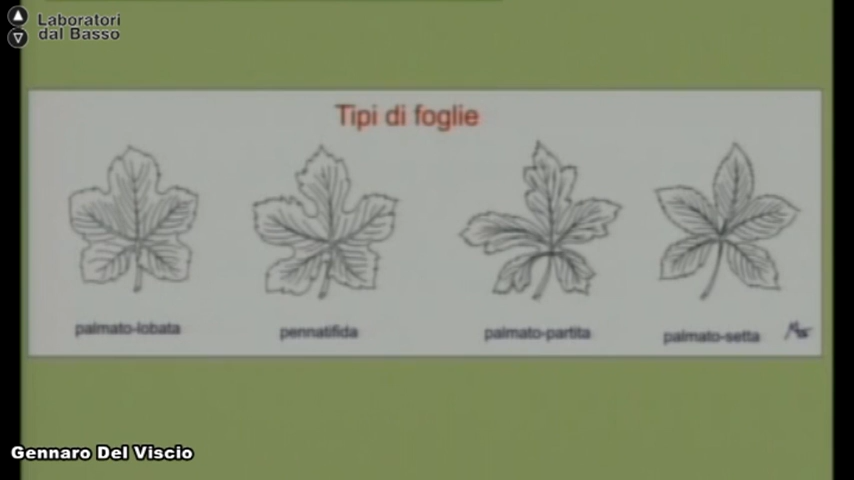 Laboratori
dal Basso
Tipi di foglie
palmato-lobata
pennatifida
palmato-partita
palmato-setta
Gennaro Del Viscio